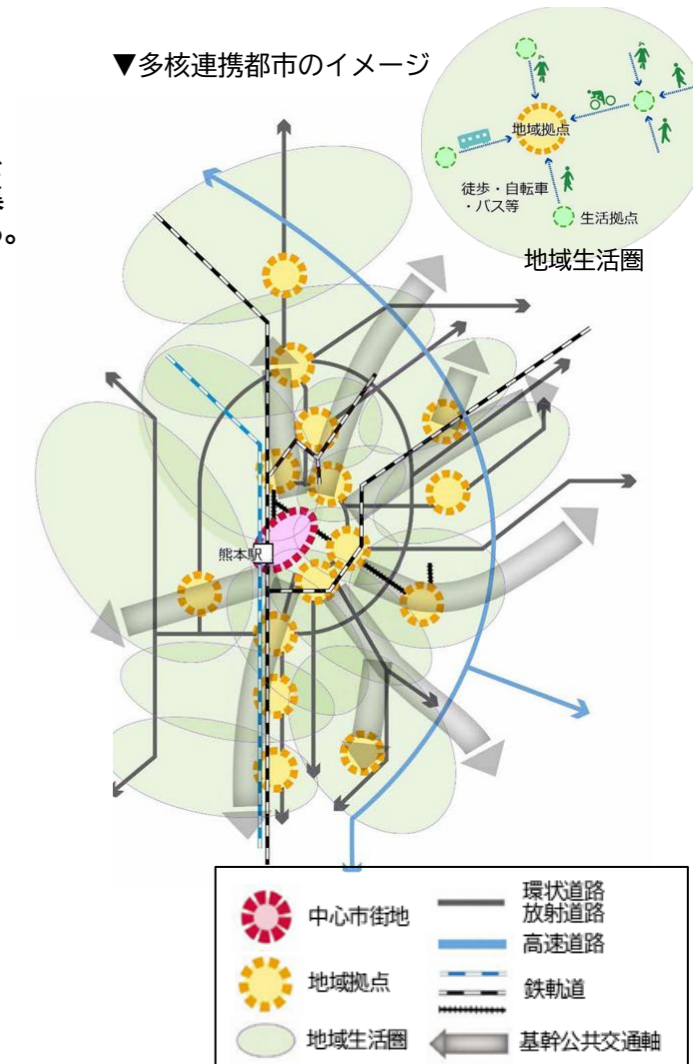 ▼多核連携都市のイメージ
る。
地域拠点
徒歩・自転車
・バス等
生活拠点
地域生活圏
熊本駅
中心市街地
地域拠点
地域生活圏
環状道路
放射道路
高速道路
鉄軌道
基幹公共交通軸